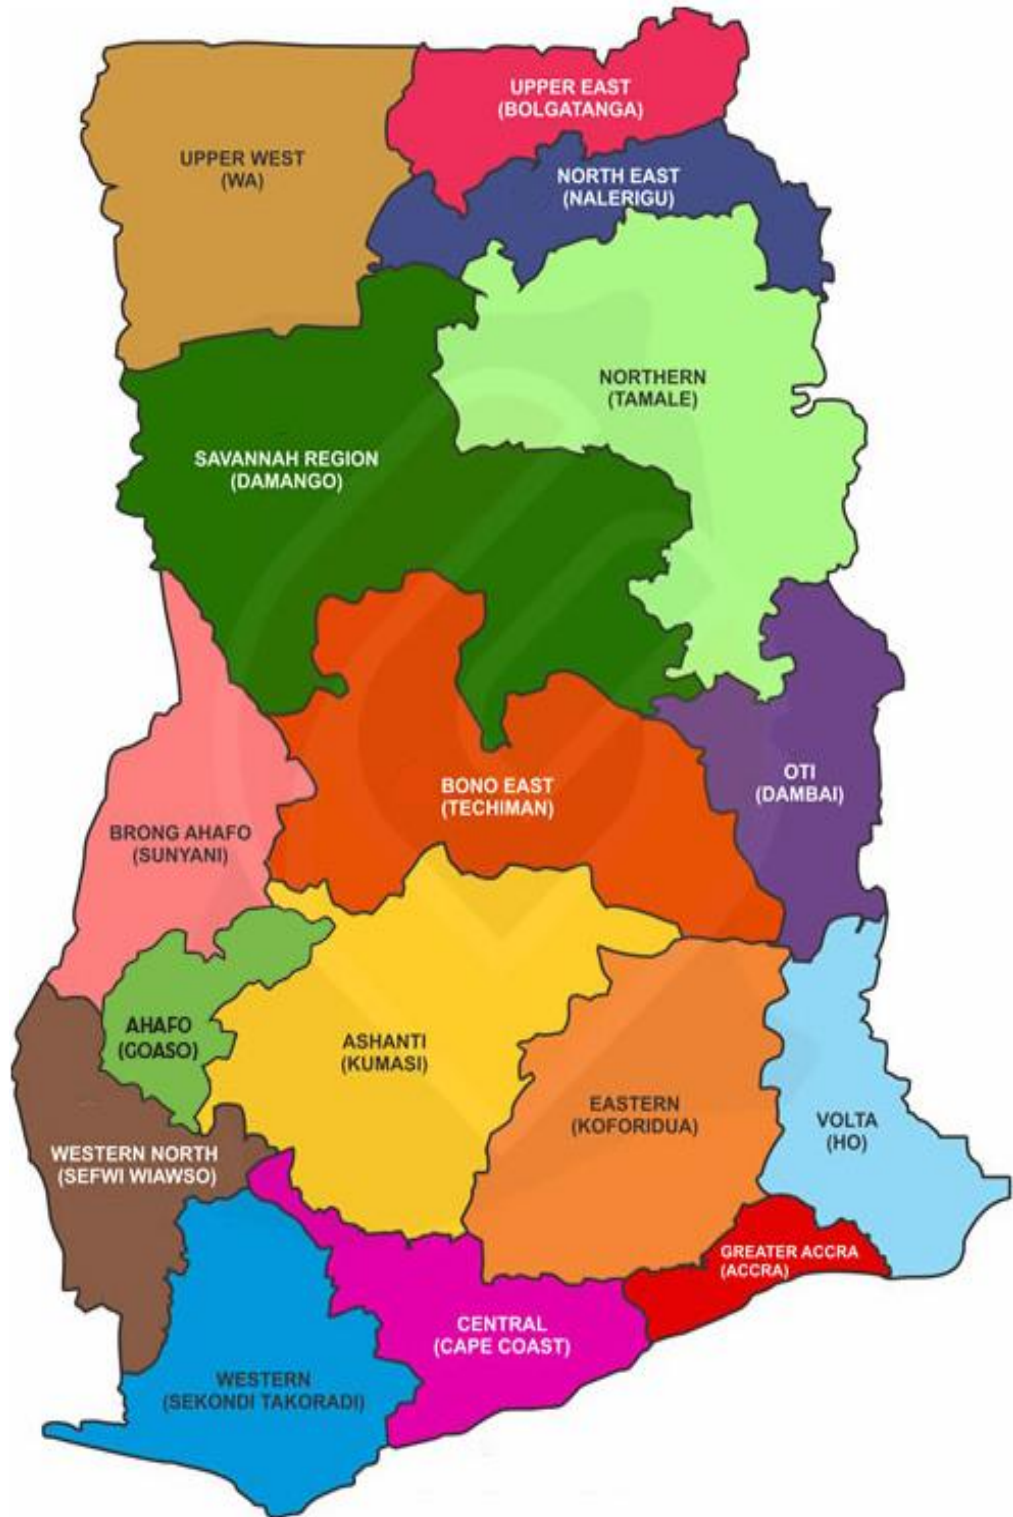 UPPER EAST
(BOLGATANGA)
UPPER WEST
(WA)
NORTH EAST
(NALERIGU)
NORTHERN
(TAMALE)
SAVANNAH REGION
(DAMANGO)
OTI
(DAMBAI)
BONO EAST
(TECHIMAN)
BRONG AHAFO
(SUNYANI)
AHAFO
(GOASO)
ASHANTI
(KUMASI)
EASTERN
(KOFORIDUA)
VOLTA
(HO)
WESTERN NORTH
(SEFWI WIAWSO)
GREATER ACCRA
(ACCRA)
CENTRAL
(CAPE COAST)
WESTERN
(SEKONDI TAKORADI)